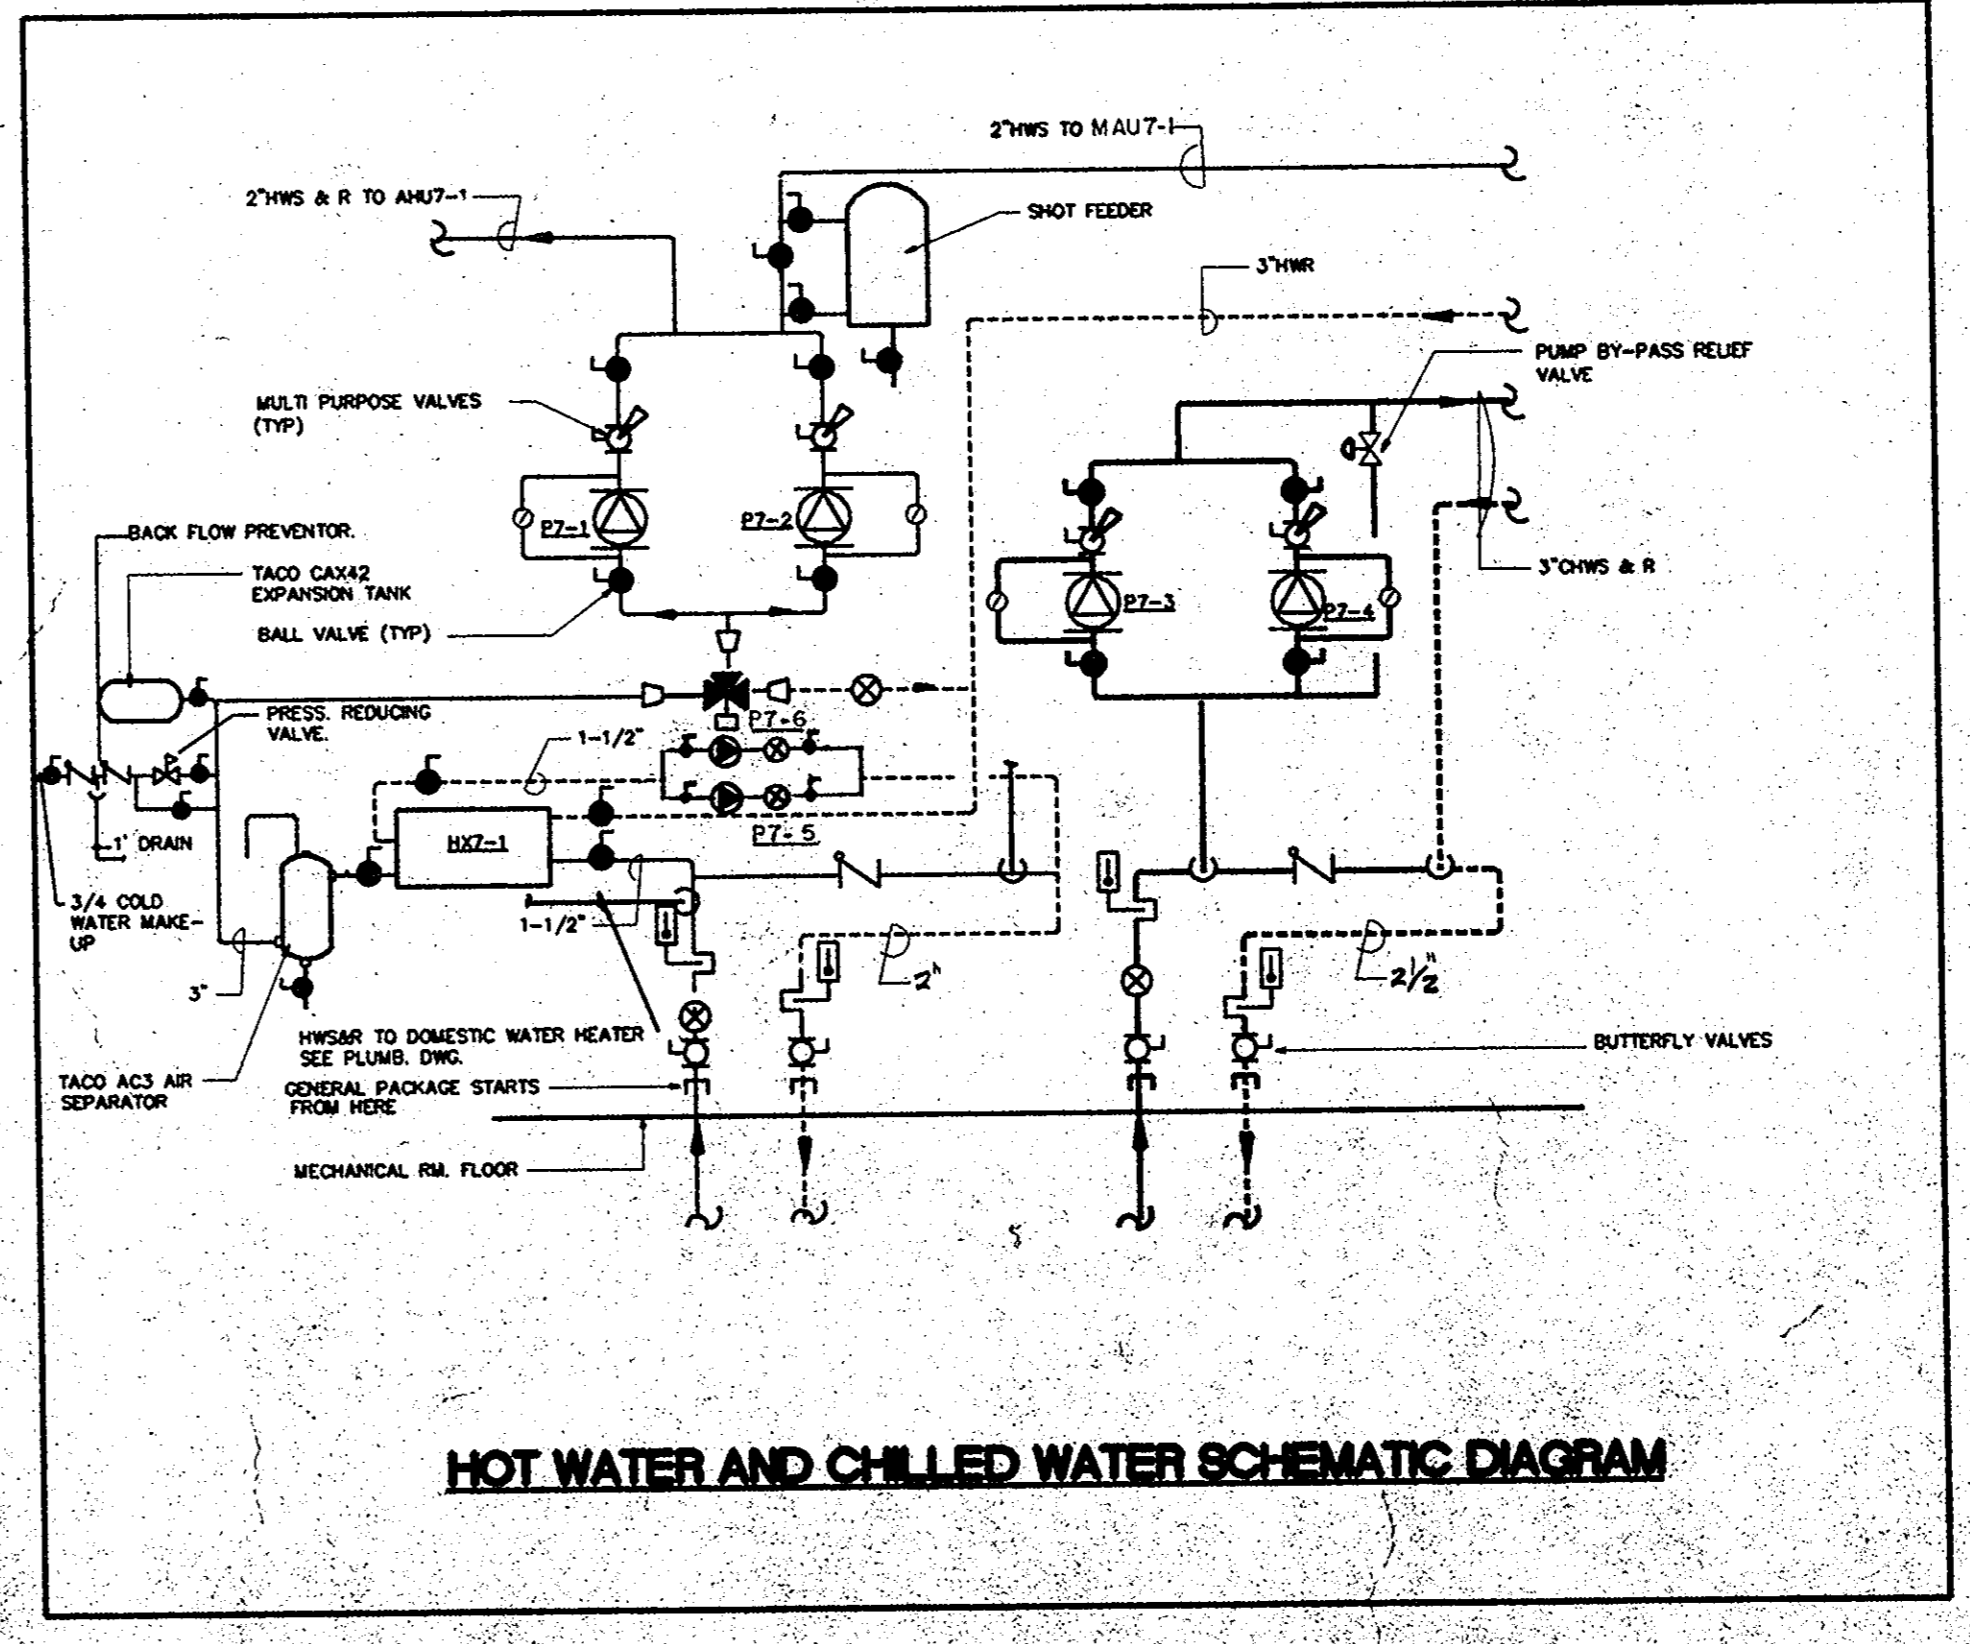 2"HWS TO MAU7-1
2"HWS & R TO AHU7-1
SHOT FEEDER
3"HWR
PUMP BY-PASS RELIEF
VALVE
MULTI PURPOSE VALVES
(TYP)
P7-1
P7-2
BACK FLOW PREVENTOR.
TACO CAX42
EXPANSION TANK
3"CHWS & R
P7-3
P7-4
BALL VALVE (TYP)
PRESS. REDUCING
VALVE.
P7-6
1-1/2"
P7-5
1' DRAIN
HX7-1
3/4 COLD
WATER MAKE-
UP
1-1/2"
3"
2"
2 1/2"
HWS&R TO DOMESTIC WATER HEATER
SEE PLUMB. DWG.
BUTTERFLY VALVES
TACO AC3 AIR
SEPARATOR
GENERAL PACKAGE STARTS
FROM HERE
MECHANICAL RM. FLOOR
HOT WATER AND CHILLED WATER SCHEMATIC DIAGRAM